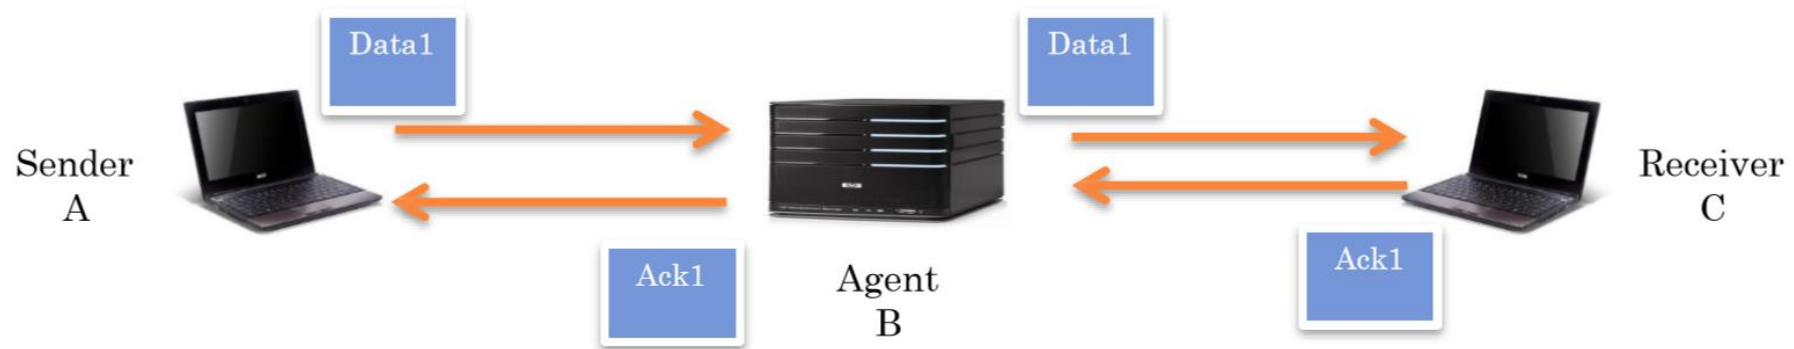 Data1
Data1
Sender
A
Receiver
C
Ack1
Agent
B
Ack1